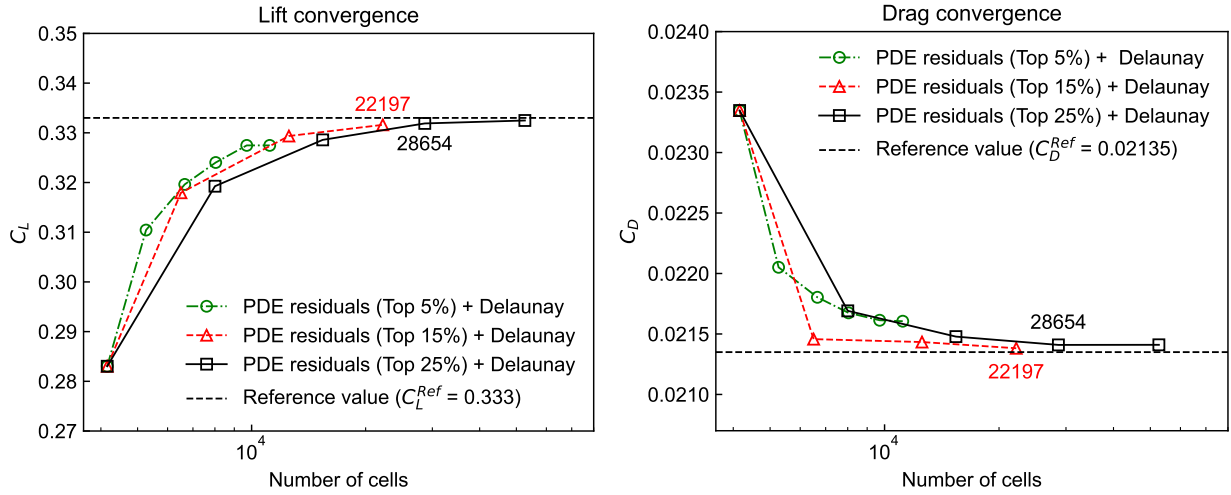 Lift convergence
0.35
0.34
0.33
0.32
0.31
0.30
0.29
0.28
0.27
C_L
22197
28654
PDE residuals (Top 5%) + Delaunay
PDE residuals (Top 15%) + Delaunay
PDE residuals (Top 25%) + Delaunay
Reference value (C_L^Ref = 0.333)
10^4
Number of cells
Drag convergence
0.0240
0.0235
0.0230
0.0225
0.0220
0.0215
0.0210
C_D
PDE residuals (Top 5%) + Delaunay
PDE residuals (Top 15%) + Delaunay
PDE residuals (Top 25%) + Delaunay
Reference value (C_D^Ref = 0.02135)
28654
22197
10^4
Number of cells